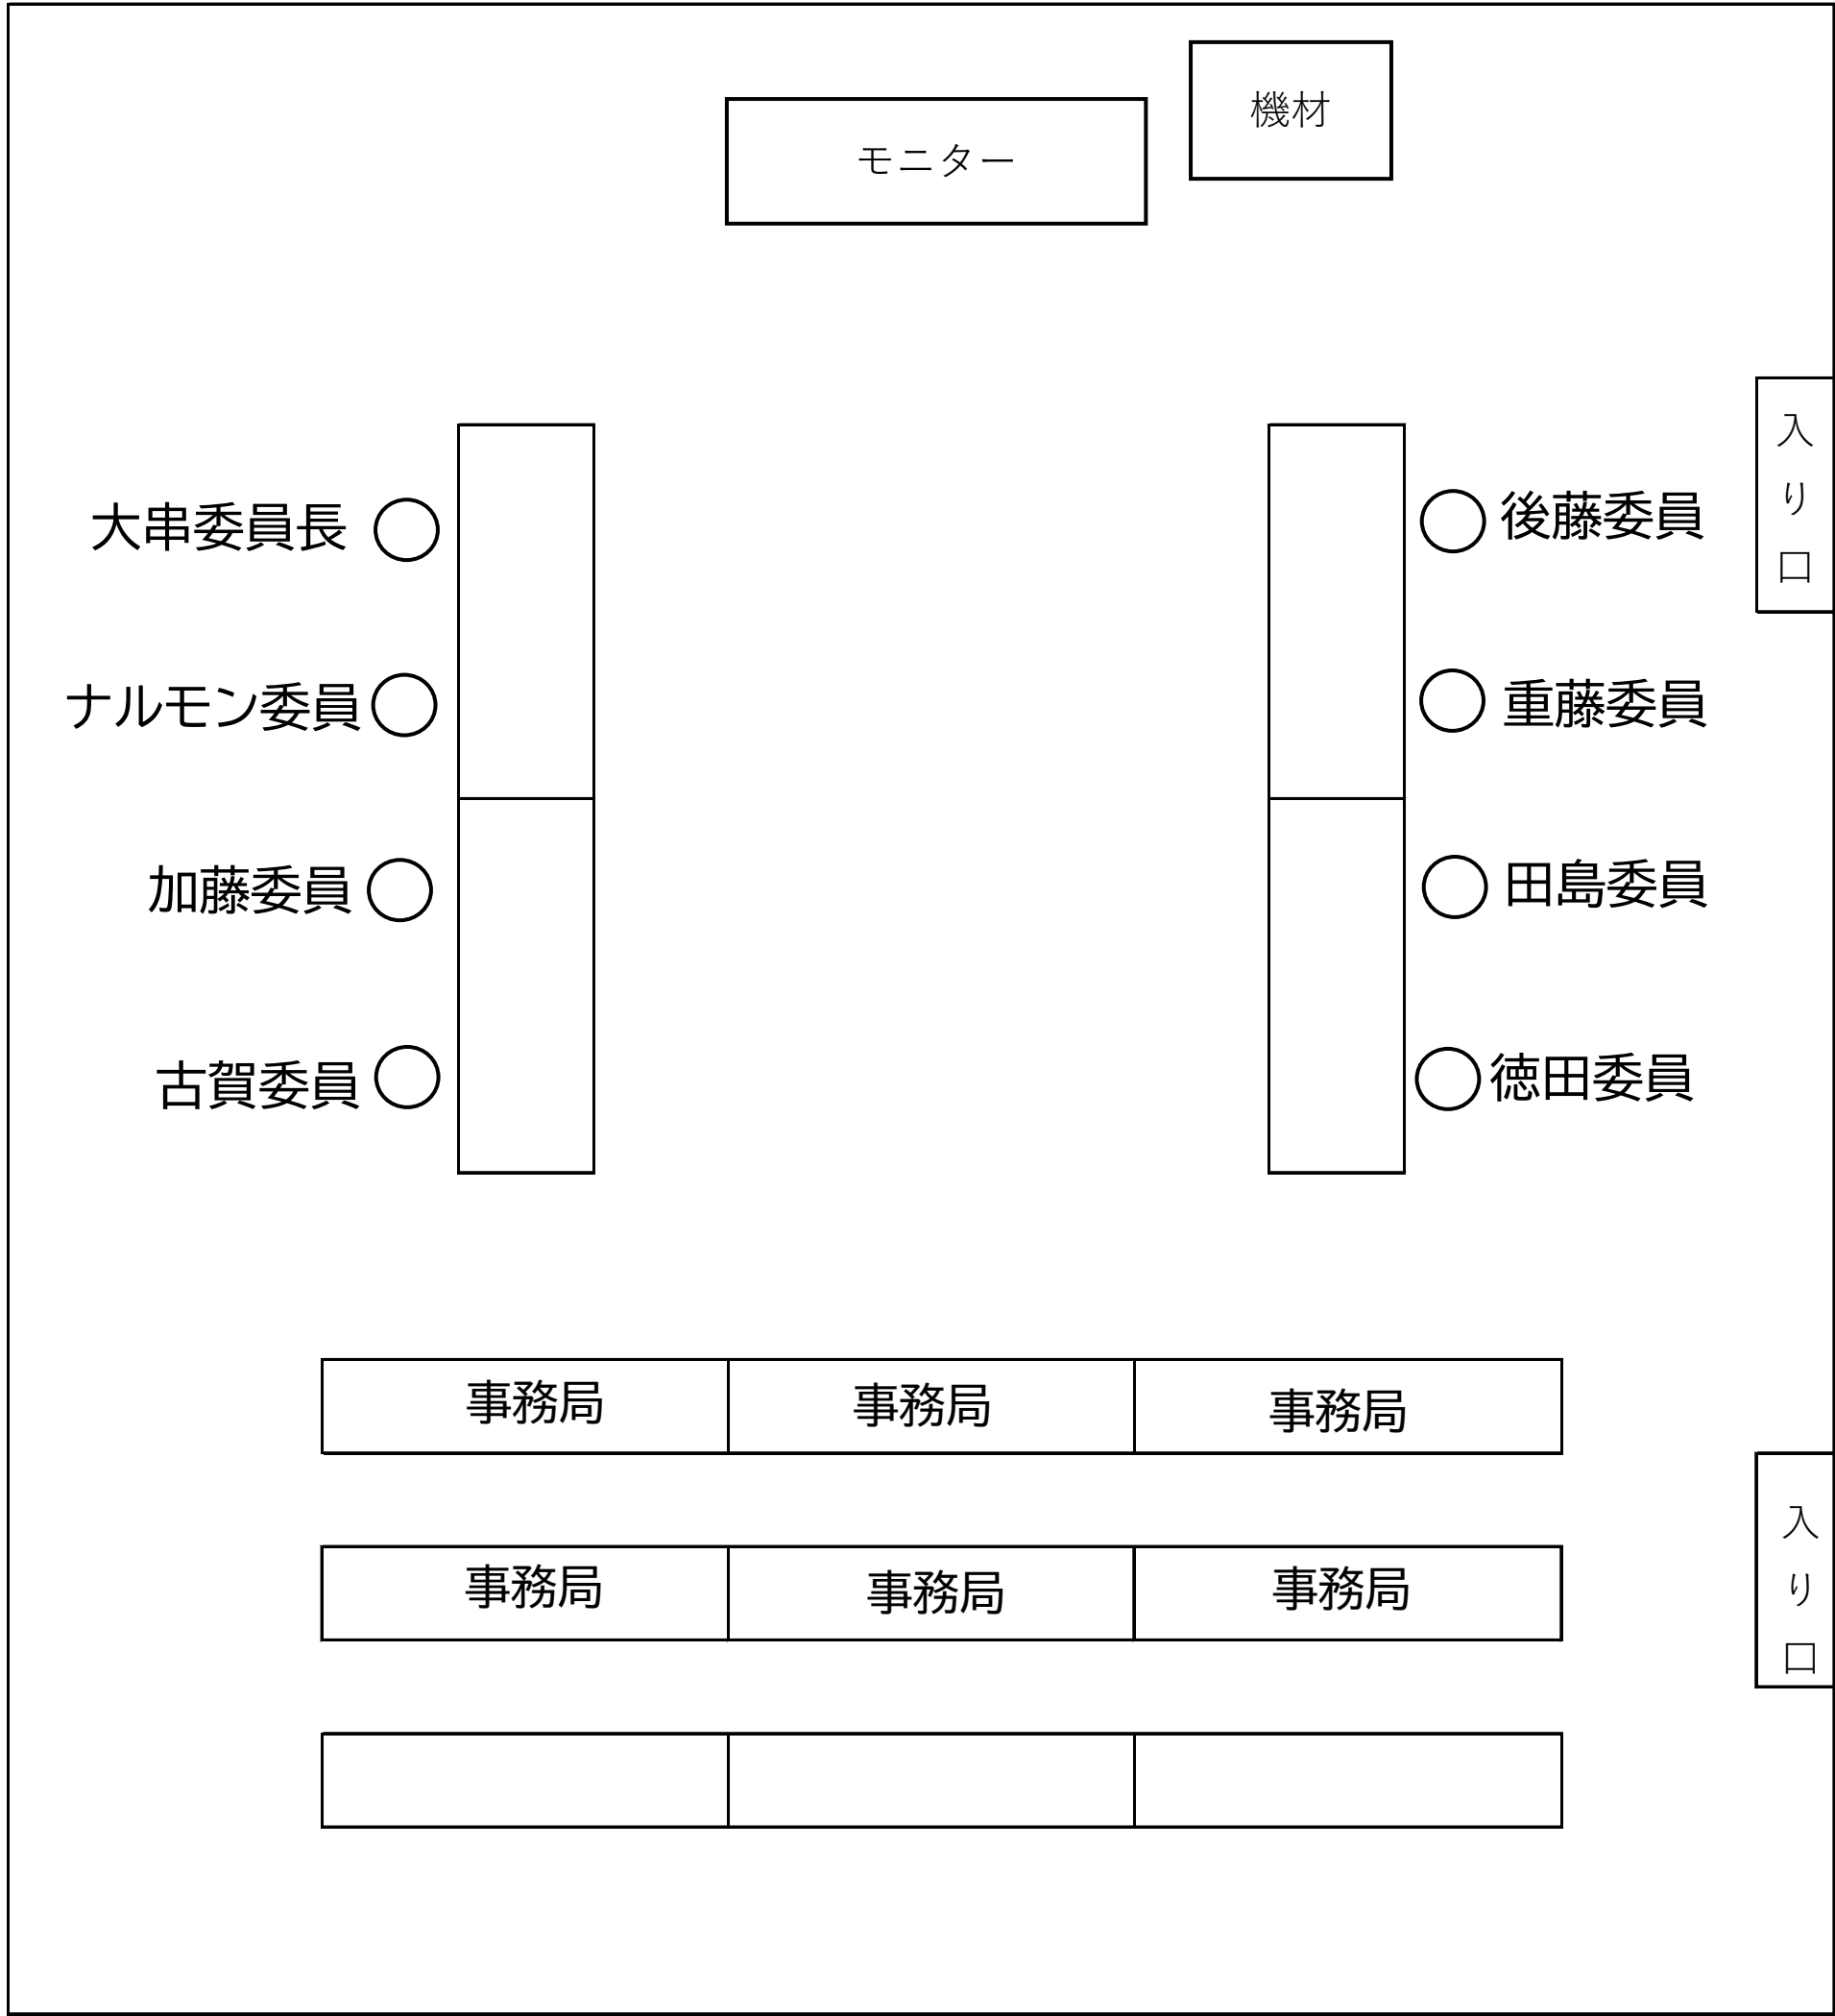 機材
モニター
入り口
大串委員長
後藤委員
ナルモン委員
重藤委員
加藤委員
田島委員
古賀委員
徳田委員
事務局
事務局
事務局
入り口
事務局
事務局
事務局